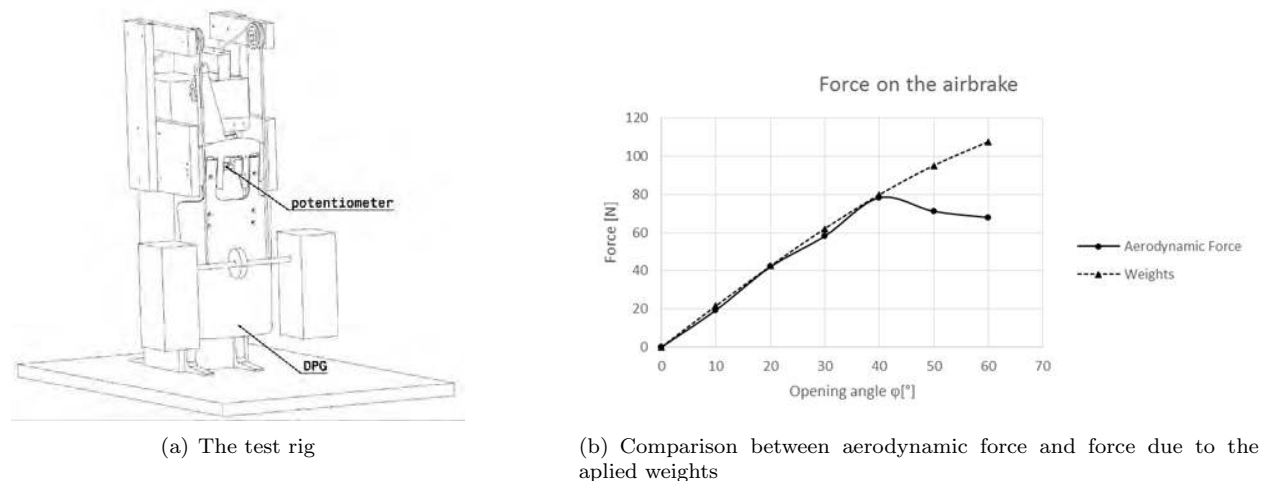 potentiometer
DPG
(a) The test rig
Force on the airbrake
Force [N]
120
100
80
60
40
20
0
0 10 20 30 40 50 60 70
Opening angle φ[°]
Aerodynamic Force
Weights
(b) Comparison between aerodynamic force and force due to the
aplied weights